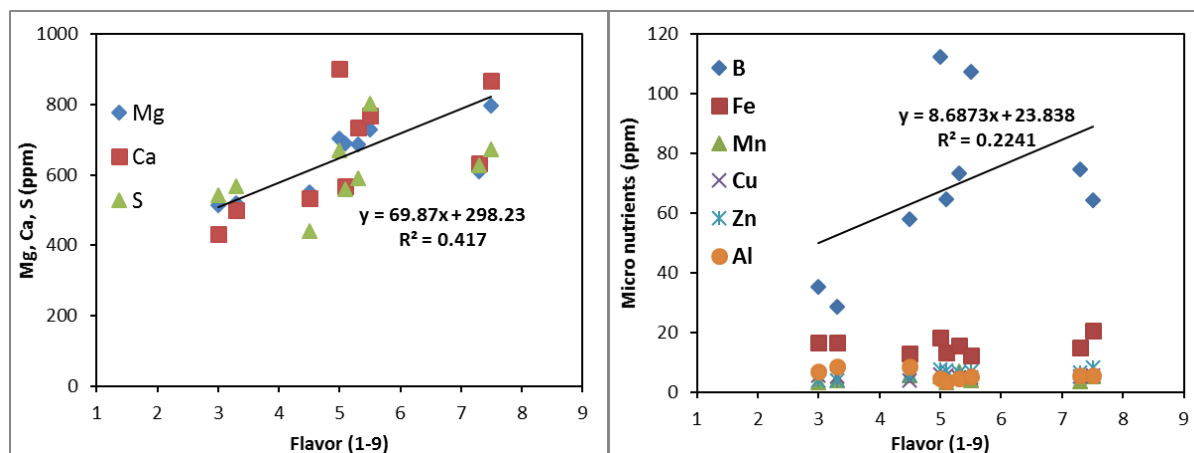 1000
800
600
400
200
0
Mg, Ca, S (ppm)
Mg
Ca
S
y = 69.87x + 298.23
R² = 0.417
1 2 3 4 5 6 7 8 9
Flavor (1-9)
120
100
80
60
40
20
0
Micro nutrients (ppm)
B
Fe
Mn
Cu
Zn
Al
y = 8.6873x + 23.838
R² = 0.2241
1 2 3 4 5 6 7 8 9
Flavor (1-9)